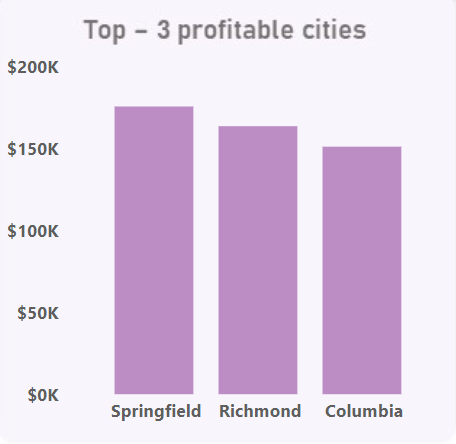 Top – 3 profitable cities
$200K
$150K
$100K
$50K
$0K
Springfield Richmond Columbia